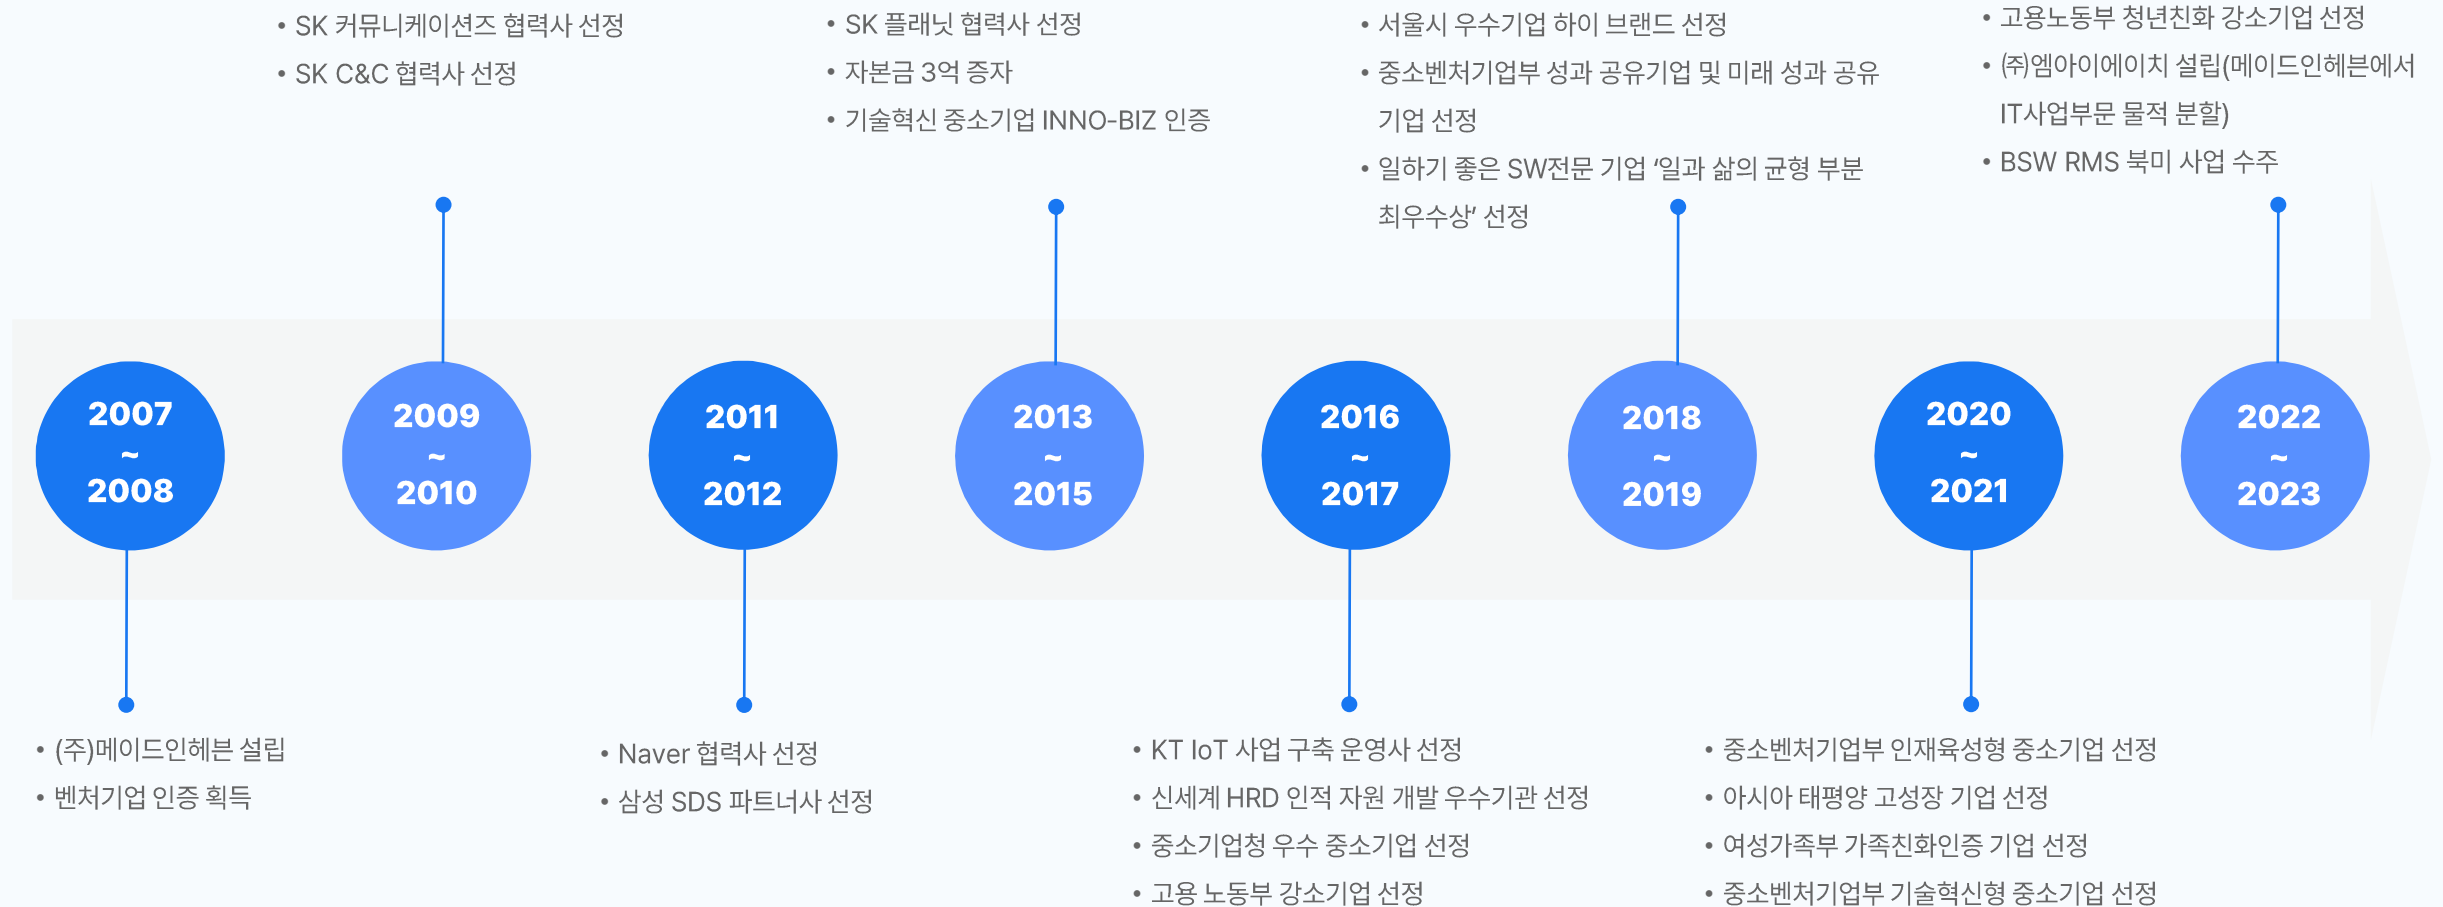 • SK 커뮤니케이션즈 협력사 선정
• SK C&C 협력사 선정
• SK 플래닛 협력사 선정
• 자본금 3억 증자
• 기술혁신 중소기업 INNO-BIZ 인증
• 서울시 우수기업 하이 브랜드 선정
• 중소벤처기업부 성과 공유기업 및 미래 성과 공유
기업 선정
• 일하기 좋은 SW전문 기업 ‘일과 삶의 균형 부분
최우수상’ 선정
• 고용노동부 청년친화 강소기업 선정
• ㈜엠아이에이치 설립(메이드인헤븐에서
IT사업부문 물적 분할)
• BSW RMS 북미 사업 수주
2007
~
2008
2009
~
2010
2011
~
2012
2013
~
2015
2016
~
2017
2018
~
2019
2020
~
2021
2022
~
2023
• (주)메이드인헤븐 설립
• 벤처기업 인증 획득
• Naver 협력사 선정
• 삼성 SDS 파트너사 선정
• KT IoT 사업 구축 운영사 선정
• 신세계 HRD 인적 자원 개발 우수기관 선정
• 중소기업청 우수 중소기업 선정
• 고용 노동부 강소기업 선정
• 중소벤처기업부 인재육성형 중소기업 선정
• 아시아 태평양 고성장 기업 선정
• 여성가족부 가족친화인증 기업 선정
• 중소벤처기업부 기술혁신형 중소기업 선정